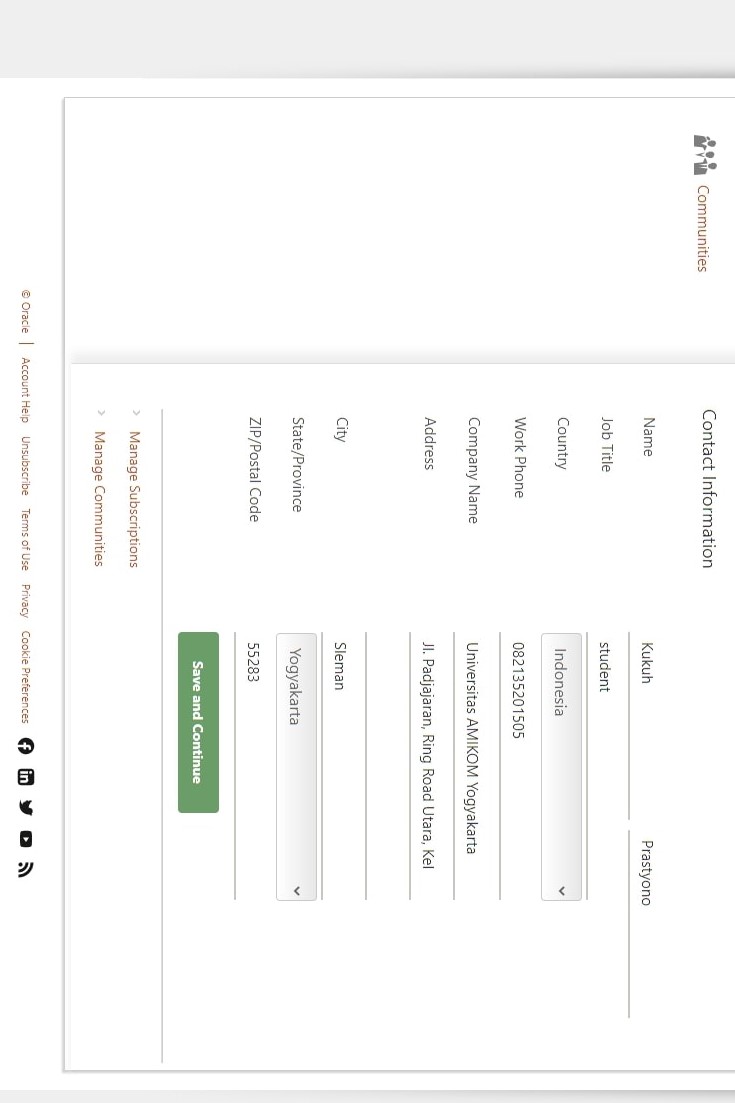 Communities
Contact Information
Name Kukuh Prastyono
Job Title student
Country Indonesia
Work Phone 082135201505
Company Name Universitas AMIKOM Yogyakarta
Address Jl. Padjajaran, Ring Road Utara, Kel
City Sleman
State/Province Yogyakarta
ZIP/Postal Code 55283
Save and Continue
Manage Subscriptions
Manage Communities
© Oracle | Account Help Unsubscribe Terms of Use Privacy Cookie Preferences